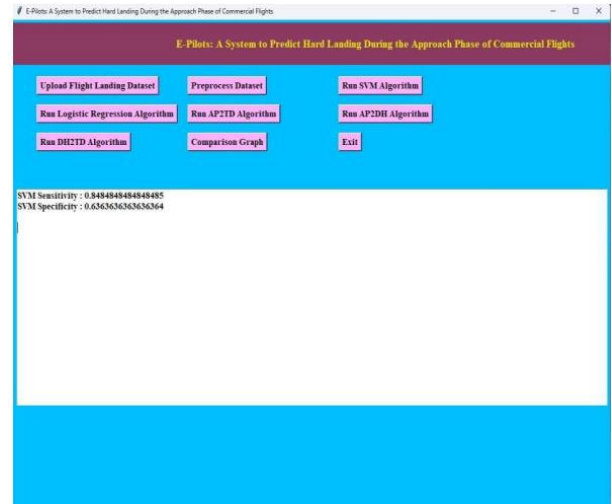 E-Pilots: A System to Predict Hard Landing During the Approach Phase of Commercial Flights
E-Pilots: A System to Predict Hard Landing During the Approach Phase of Commercial Flights
Upload Flight Landing Dataset Preprocess Dataset Run SVM Algorithm
Run Logistic Regression Algorithm Run AP2TD Algorithm Run AP2DH Algorithm
Run DH2TD Algorithm Comparison Graph Exit
SVM Sensitivity : 0.8484848484848485
SVM Specificity : 0.6363636363636364